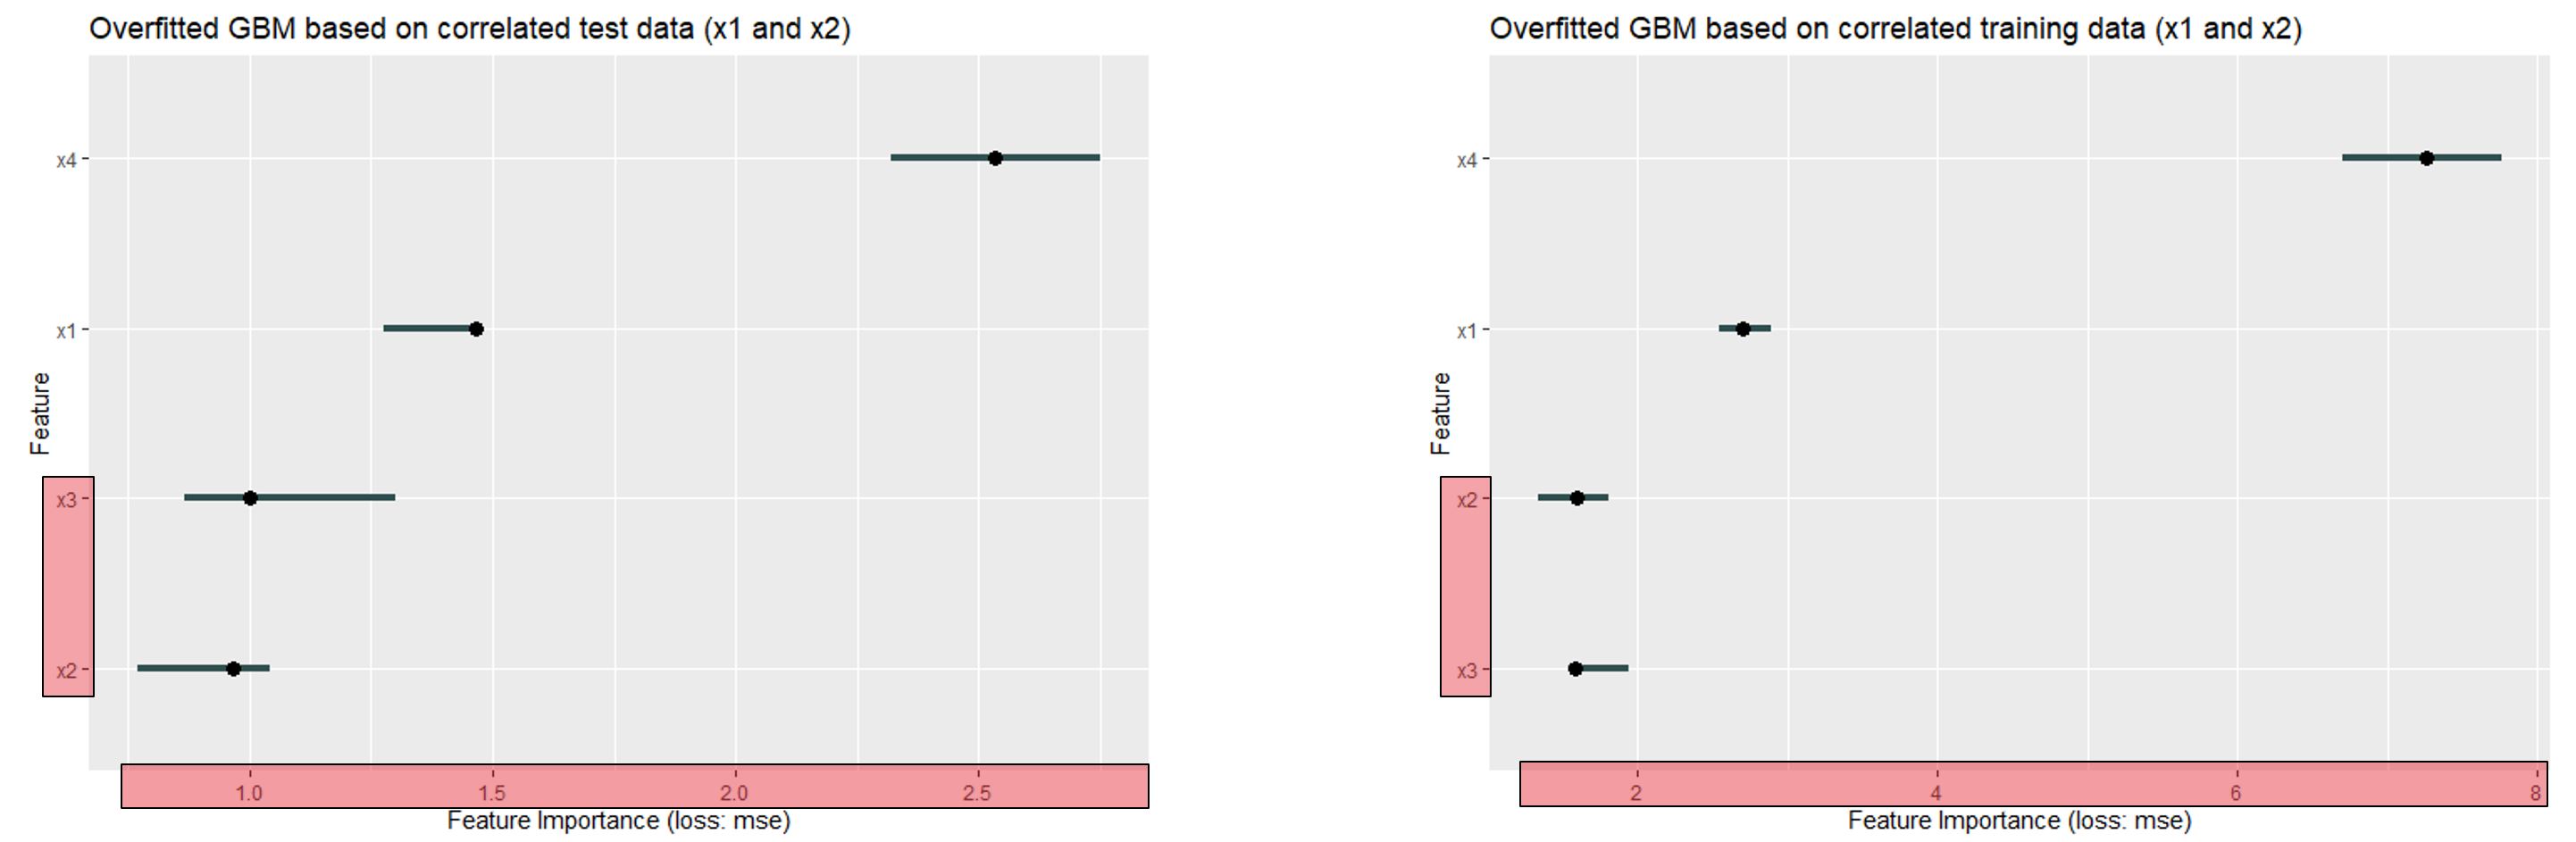 Overfitted GBM based on correlated test data (x1 and x2)
x4
x1
x3
x2
Feature
1.0 1.5 2.0 2.5
Feature Importance (loss: mse)
Overfitted GBM based on correlated training data (x1 and x2)
x4
x1
x2
x3
Feature
2 4 6 8
Feature Importance (loss: mse)